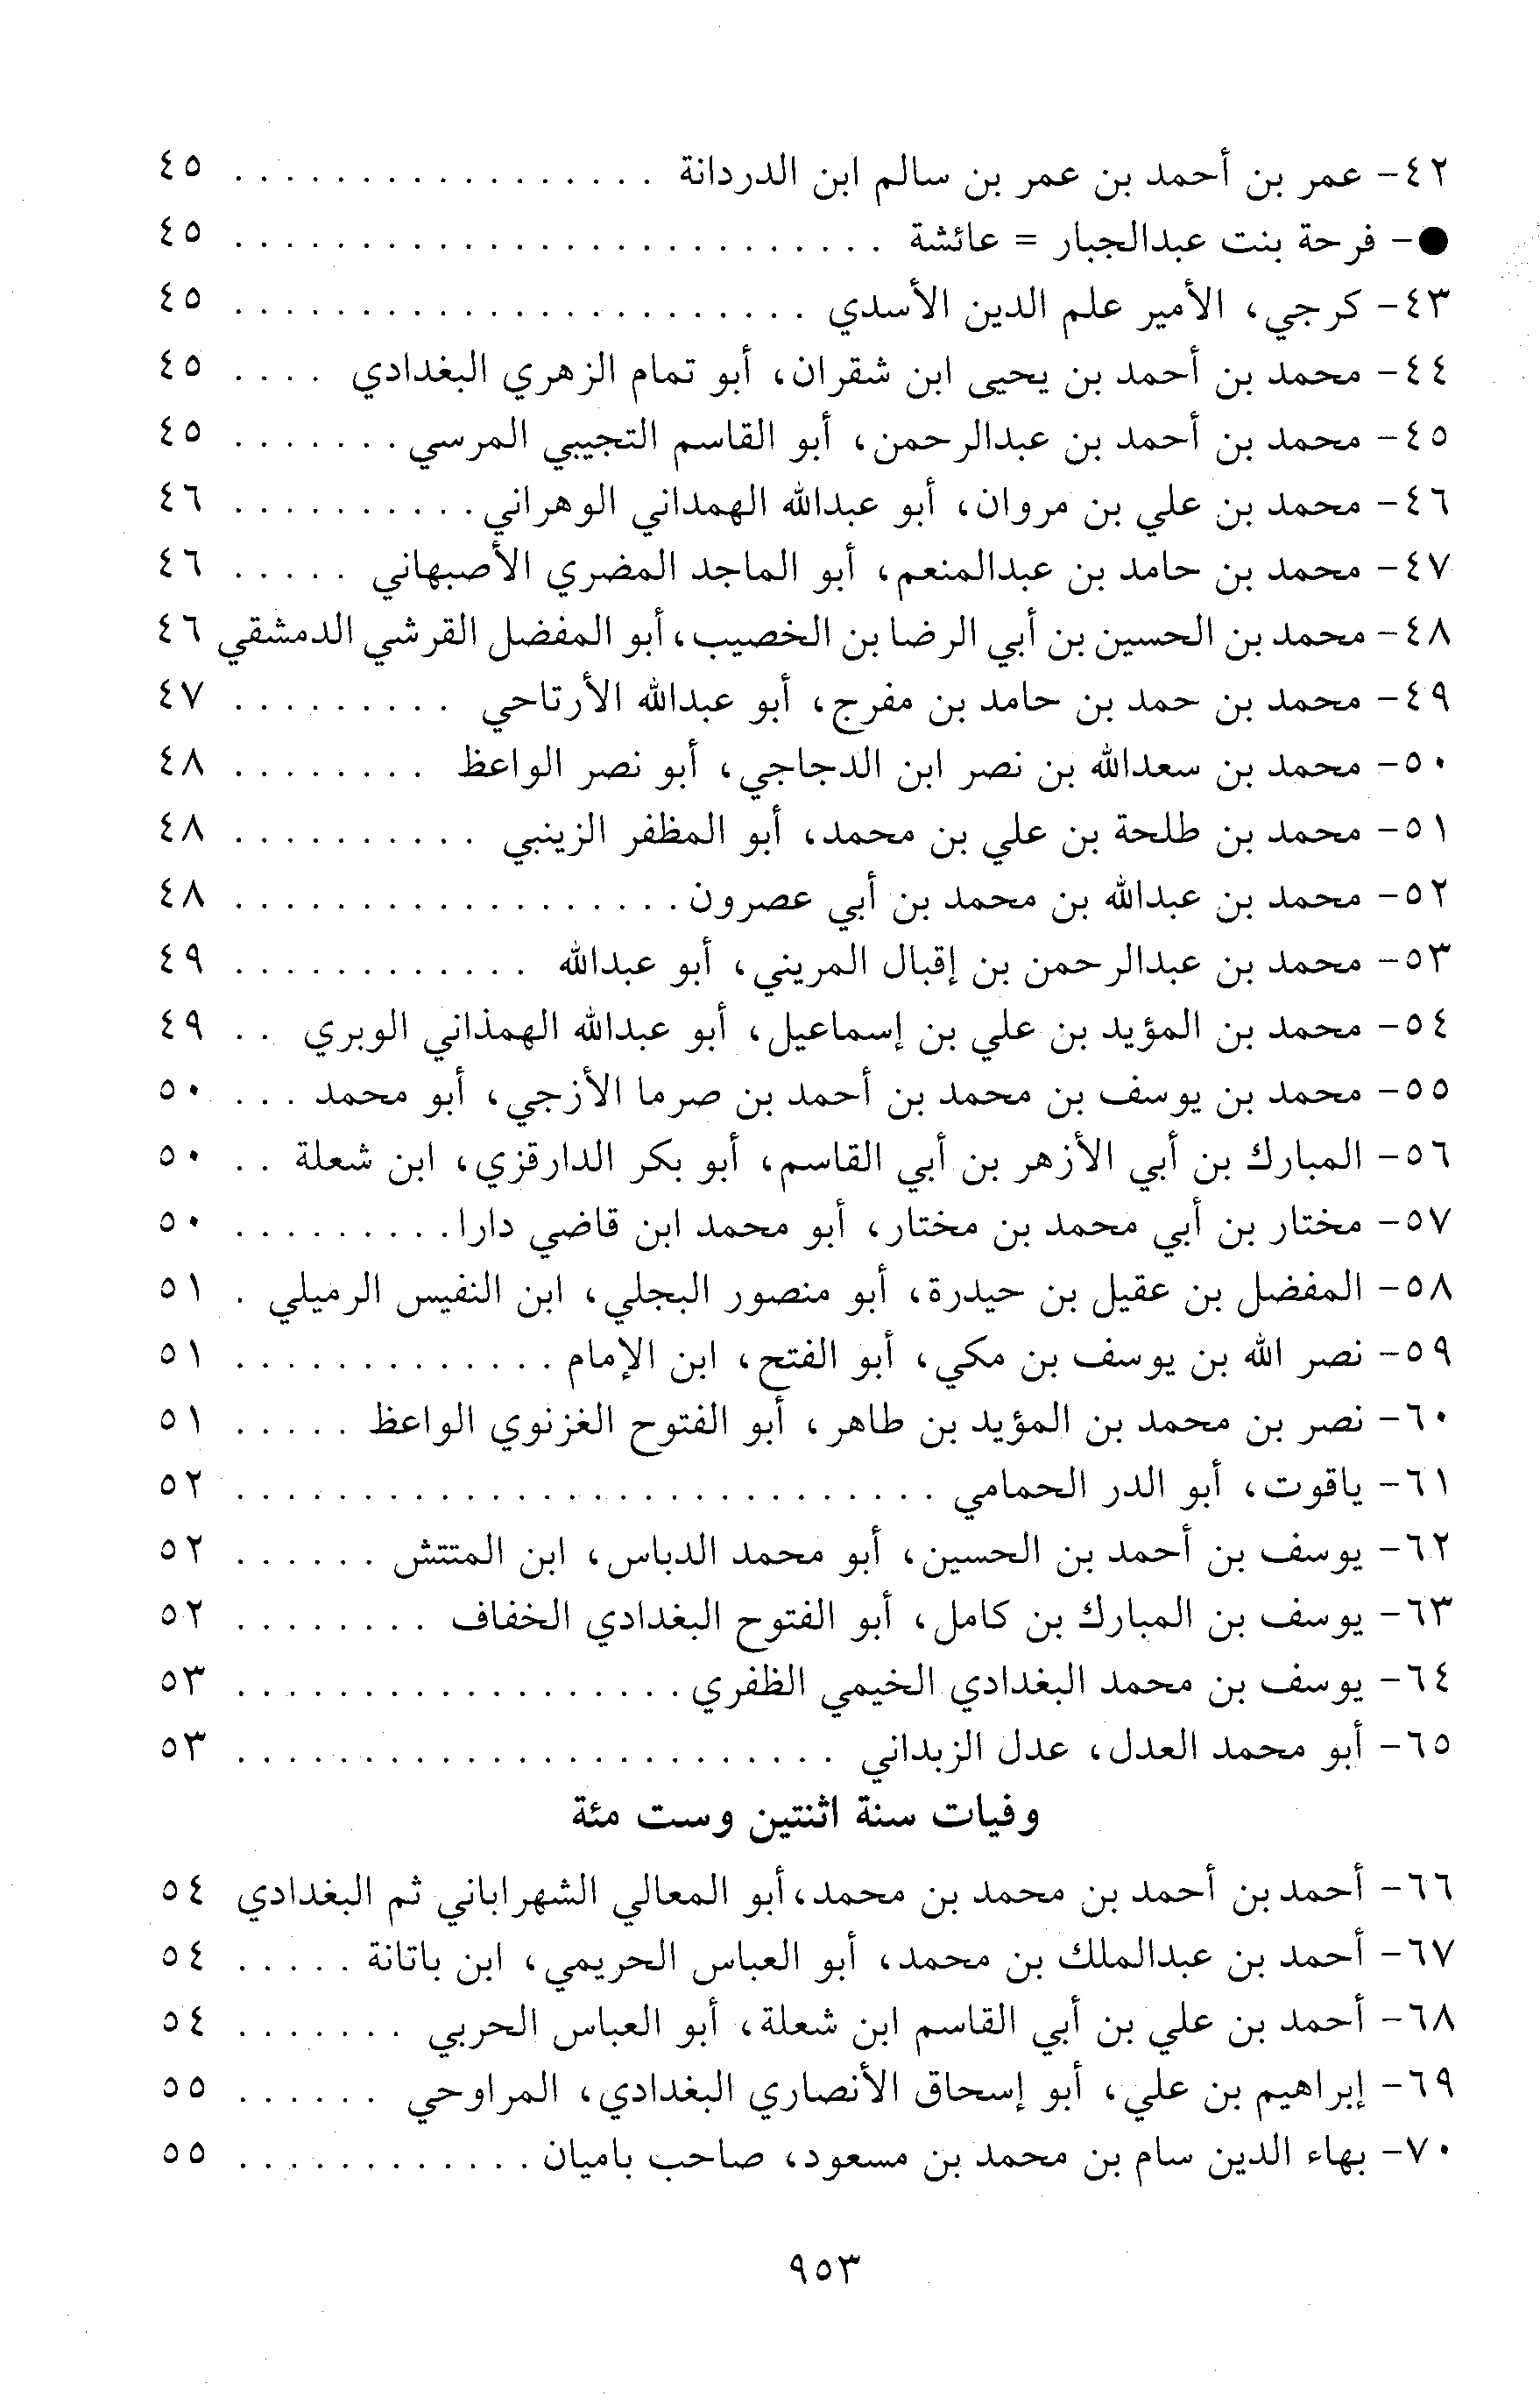 ٤٢- عمر بن أحمد بن عمر بن سالم ابن الدردانة . . . . . . . . . . . . . . . . . ٤٥
●- فرحة بنت عبدالجبار = عائشة . . . . . . . . . . . . . . . . . . . . . . . . . . ٤٥
٤٣- كرجي، الأمير علم الدين الأسدي . . . . . . . . . . . . . . . . . . . . . . . ٤٥
٤٤- محمد بن أحمد بن يحيى ابن شقران، أبو تمام الزهري البغدادي . . . . ٤٥
٤٥- محمد بن أحمد بن عبدالرحمن، أبو القاسم التجيبي المرسي . . . . . . . ٤٥
٤٦- محمد بن علي بن مروان، أبو عبدالله الهمداني الوهراني . . . . . . . . . . ٤٦
٤٧- محمد بن حامد بن عبدالمنعم، أبو الماجد المضري الأصبهاني . . . . . ٤٦
٤٨- محمد بن الحسين بن أبي الرضا بن الخصيب، أبو المفضل القرشي الدمشقي ٤٦
٤٩- محمد بن حمد بن حامد بن مفرج، أبو عبدالله الأرتاحي . . . . . . . . . ٤٧
٥٠- محمد بن سعدالله بن نصر ابن الدجاجي، أبو نصر الواعظ . . . . . . . . ٤٨
٥١- محمد بن طلحة بن علي بن محمد، أبو المظفر الزينبي . . . . . . . . . . ٤٨
٥٢- محمد بن عبدالله بن محمد بن أبي عصرون . . . . . . . . . . . . . . . . . . ٤٨
٥٣- محمد بن عبدالرحمن بن إقبال المريني، أبو عبدالله . . . . . . . . . . . . ٤٩
٥٤- محمد بن المؤيد بن علي بن إسماعيل، أبو عبدالله الهمذاني الوبري . . ٤٩
٥٥- محمد بن يوسف بن محمد بن أحمد بن صرما الأزجي، أبو محمد . . . ٥٠
٥٦- المبارك بن أبي الأزهر بن أبي القاسم، أبو بكر الدارقزي، ابن شعلة . . ٥٠
٥٧- مختار بن أبي محمد بن مختار، أبو محمد ابن قاضي دارا . . . . . . . . . ٥٠
٥٨- المفضل بن عقيل بن حيدرة، أبو منصور البجلي، ابن النفيس الرميلي . ٥١
٥٩- نصر الله بن يوسف بن مكي، أبو الفتح، ابن الإمام . . . . . . . . . . . . . ٥١
٦٠- نصر بن محمد بن المؤيد بن طاهر، أبو الفتوح الغزنوي الواعظ . . . . . ٥١
٦١- ياقوت، أبو الدر الحمامي . . . . . . . . . . . . . . . . . . . . . . . . . . . . ٥٢
٦٢- يوسف بن أحمد بن الحسين، أبو محمد الدباس، ابن المنتش . . . . . . ٥٢
٦٣- يوسف بن المبارك بن كامل، أبو الفتوح البغدادي الخفاف . . . . . . . . ٥٢
٦٤- يوسف بن محمد البغدادي الخيمي الظفري . . . . . . . . . . . . . . . . . . ٥٣
٦٥- أبو محمد العدل، عدل الزبداني . . . . . . . . . . . . . . . . . . . . . . . . ٥٣
وفيات سنة اثنتين وست مئة
٦٦- أحمد بن أحمد بن محمد بن محمد، أبو المعالي الشهراباني ثم البغدادي ٥٤
٦٧- أحمد بن عبدالملك بن محمد، أبو العباس الحريمي، ابن باتانة . . . . . ٥٤
٦٨- أحمد بن علي بن أبي القاسم ابن شعلة، أبو العباس الحربي . . . . . . . ٥٤
٦٩- إبراهيم بن علي، أبو إسحاق الأنصاري البغدادي، المراوحي . . . . . . ٥٥
٧٠- بهاء الدين سام بن محمد بن مسعود، صاحب باميان . . . . . . . . . . . . ٥٥
٩٥٣